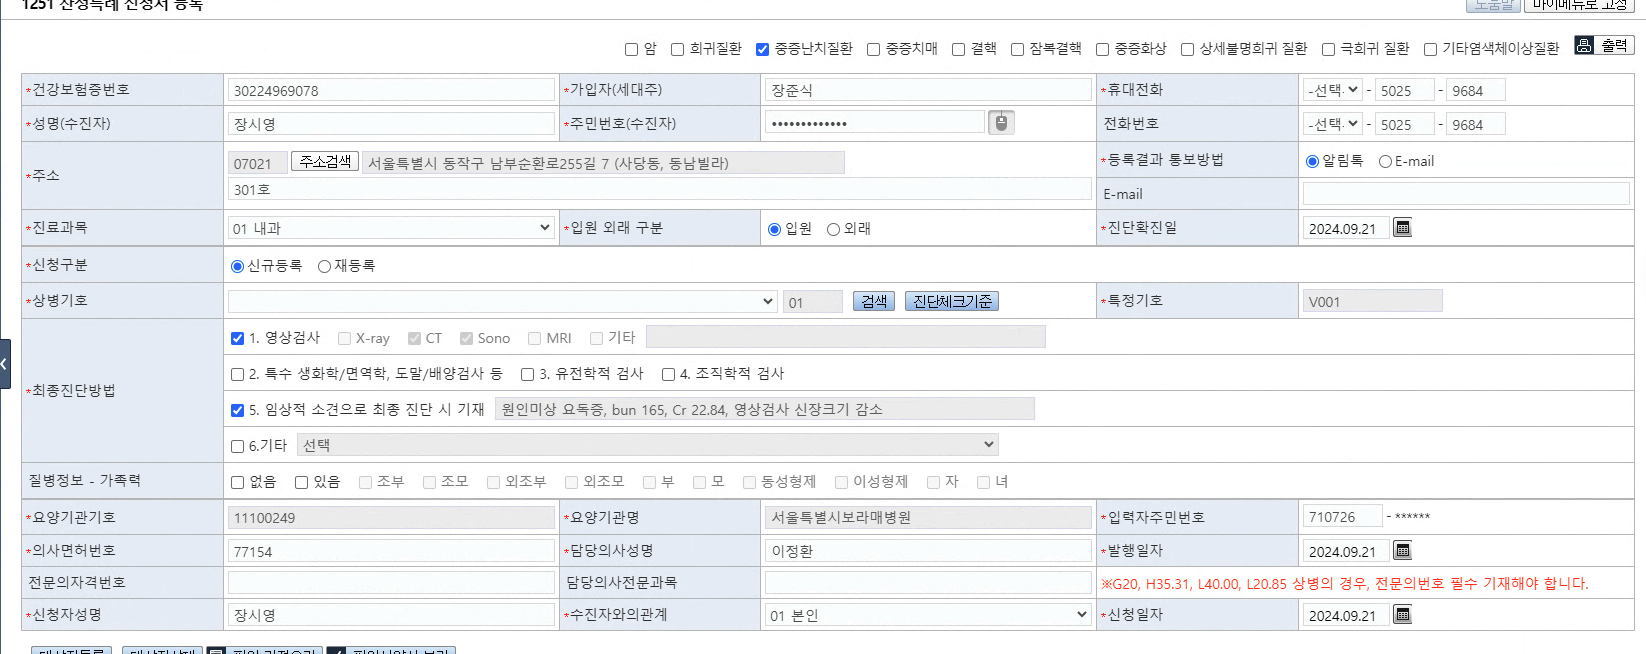 1251 산정특례 신청서 등록 도움말 마이메뉴로 고정
암 희귀질환 중증난치질환 중증치매 결핵 잠복결핵 중증화상 상세불명희귀 질환 극희귀 질환 기타염색체이상질환 출력
*건강보험증번호 30224969078 *가입자(세대주) 장준식 *휴대전화 -선택- - 5025 - 9684
*성명(수진자) 장시영 *주민번호(수진자) ••••••••••••• 전화번호 -선택- - 5025 - 9684
*주소 07021 주소검색 서울특별시 동작구 남부순환로255길 7 (사당동, 동남빌라) *등록결과 통보방법 알림톡 E-mail
301호 E-mail
*진료과목 01 내과 *입원 외래 구분 입원 외래 *진단확진일 2024.09.21
*신청구분 신규등록 재등록
*상병기호 01 검색 진단체크기준 *특정기호 V001
*최종진단방법 1. 영상검사 X-ray CT Sono MRI 기타
2. 특수 생화학/면역학, 도말/배양검사 등 3. 유전학적 검사 4. 조직학적 검사
5. 임상적 소견으로 최종 진단 시 기재 원인미상 요독증, bun 165, Cr 22.84, 영상검사 신장크기 감소
6.기타 선택
질병정보 - 가족력 없음 있음 조부 조모 외조부 외조모 부 모 동성형제 이성형제 자 녀
*요양기관기호 11100249 *요양기관명 서울특별시보라매병원 *입력자주민번호 710726 - ******
*의사면허번호 77154 *담당의사성명 이정환 *발행일자 2024.09.21
전문의자격번호 담당의사전문과목 ※G20, H35.31, L40.00, L20.85 상병의 경우, 전문의번호 필수 기재해야 합니다.
*신청자성명 장시영 *수진자와의관계 01 본인 *신청일자 2024.09.21